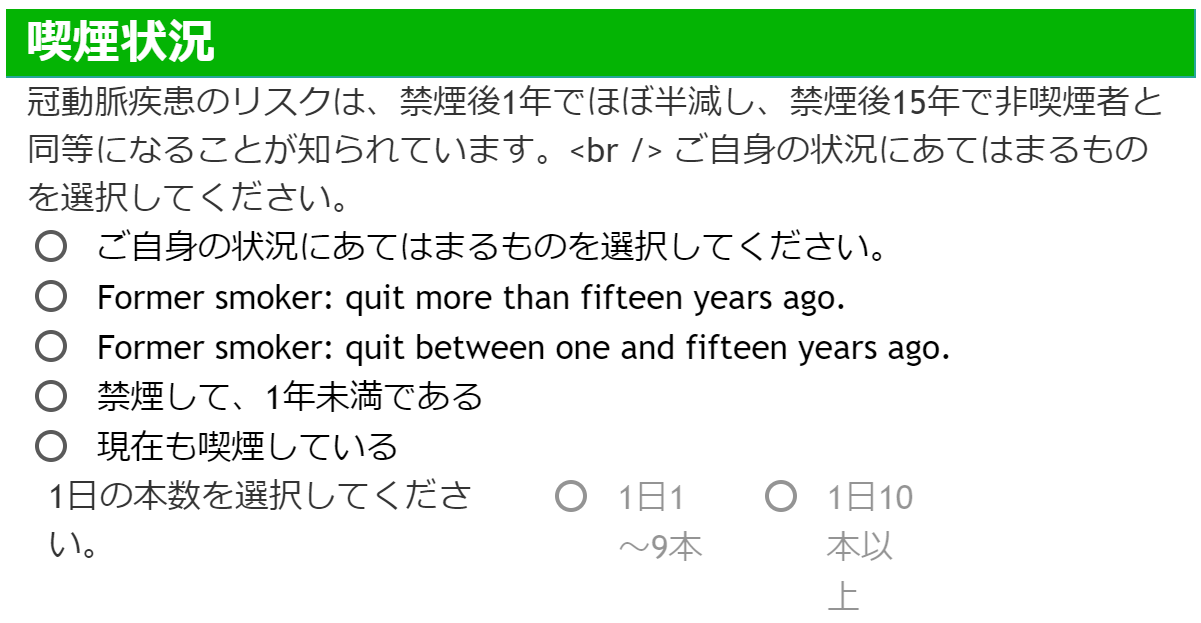 喫煙状況
冠動脈疾患のリスクは、禁煙後1年でほぼ半減し、禁煙後15年で非喫煙者と
同等になることが知られています。<br /> ご自身の状況にあてはまるもの
を選択してください。
ご自身の状況にあてはまるものを選択してください。
Former smoker: quit more than fifteen years ago.
Former smoker: quit between one and fifteen years ago.
禁煙して、1年未満である
現在も喫煙している
1日の本数を選択してくださ
い。
1日1
～9本
1日10
本以
上